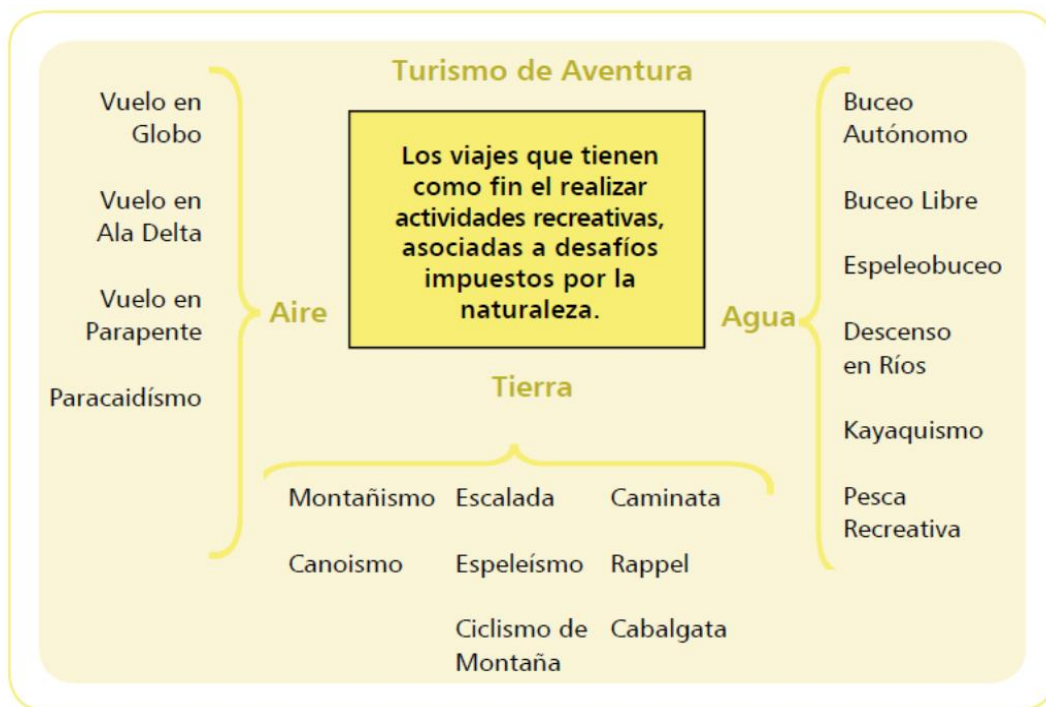 Turismo de Aventura
Los viajes que tienen
como fin el realizar
actividades recreativas,
asociadas a desafíos
impuestos por la
naturaleza.
Aire
Vuelo en
Globo
Vuelo en
Ala Delta
Vuelo en
Parapente
Paracaidísmo
Agua
Buceo
Autónomo
Buceo Libre
Espeleobuceo
Descenso
en Ríos
Kayaquismo
Pesca
Recreativa
Tierra
Montañismo Escalada Caminata
Canoismo Espeleísmo Rappel
Ciclismo de Cabalgata
Montaña